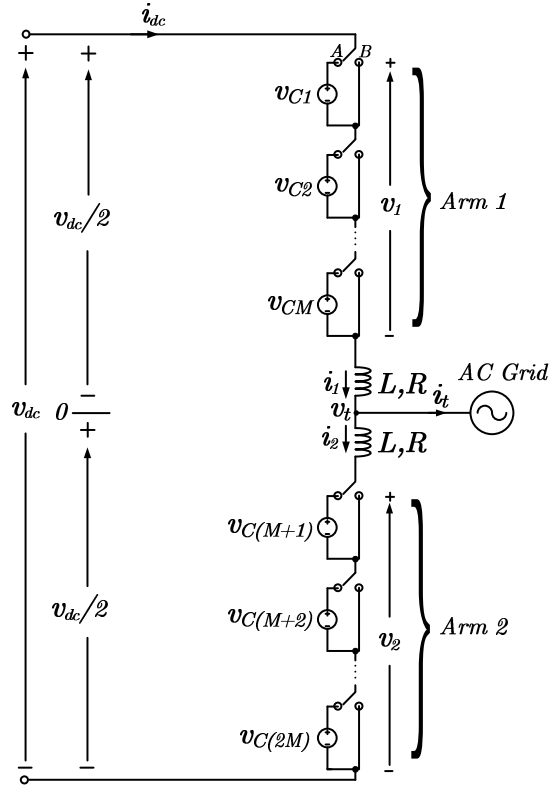 i_dc
+ + A B +
v_C1
v_C2
v_dc/2 v_1 Arm 1
v_CM
−
i_1 L,R AC Grid
− i_t
v_dc 0 v_t
+ i_2 L,R
+
v_C(M+1)
v_dc/2 v_C(M+2) v_2 Arm 2
v_C(2M)
− − −